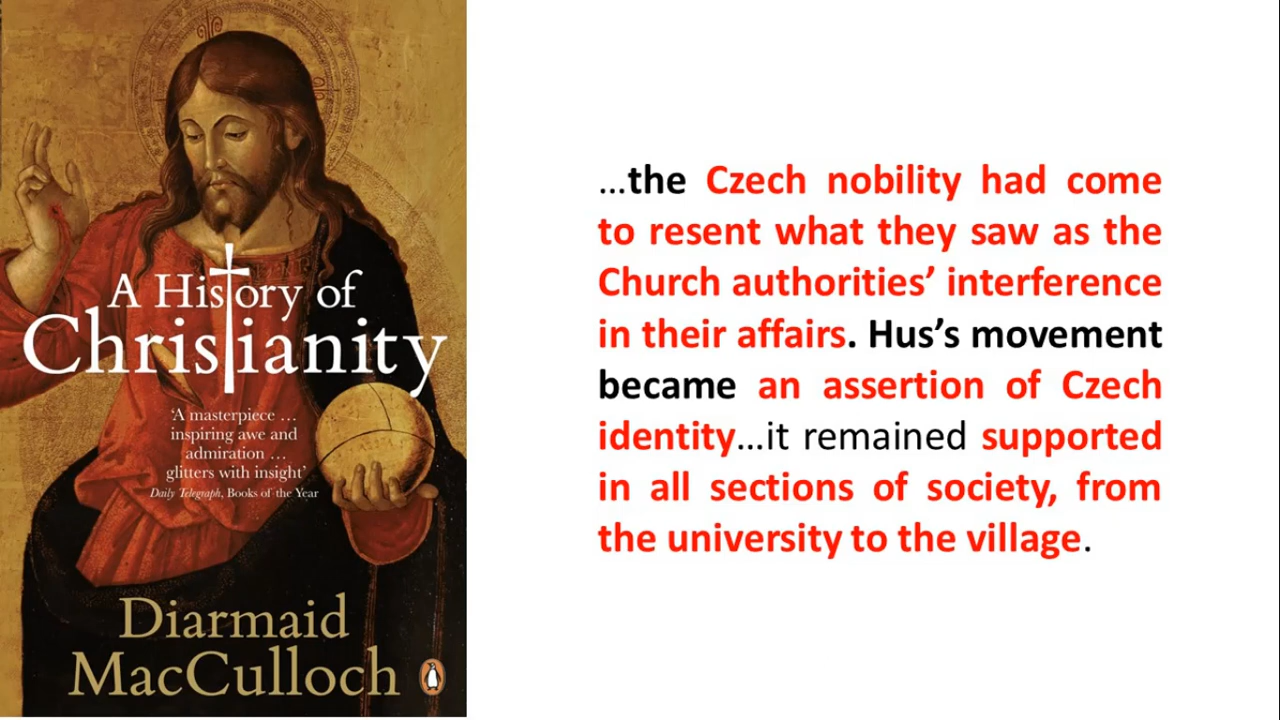 A History of
Christianity
‘A masterpiece …
inspiring awe and
admiration …
glitters with insight’
Daily Telegraph, Books of the Year
Diarmaid
MacCulloch
…the Czech nobility had come
to resent what they saw as the
Church authorities’ interference
in their affairs. Hus’s movement
became an assertion of Czech
identity…it remained supported
in all sections of society, from
the university to the village.